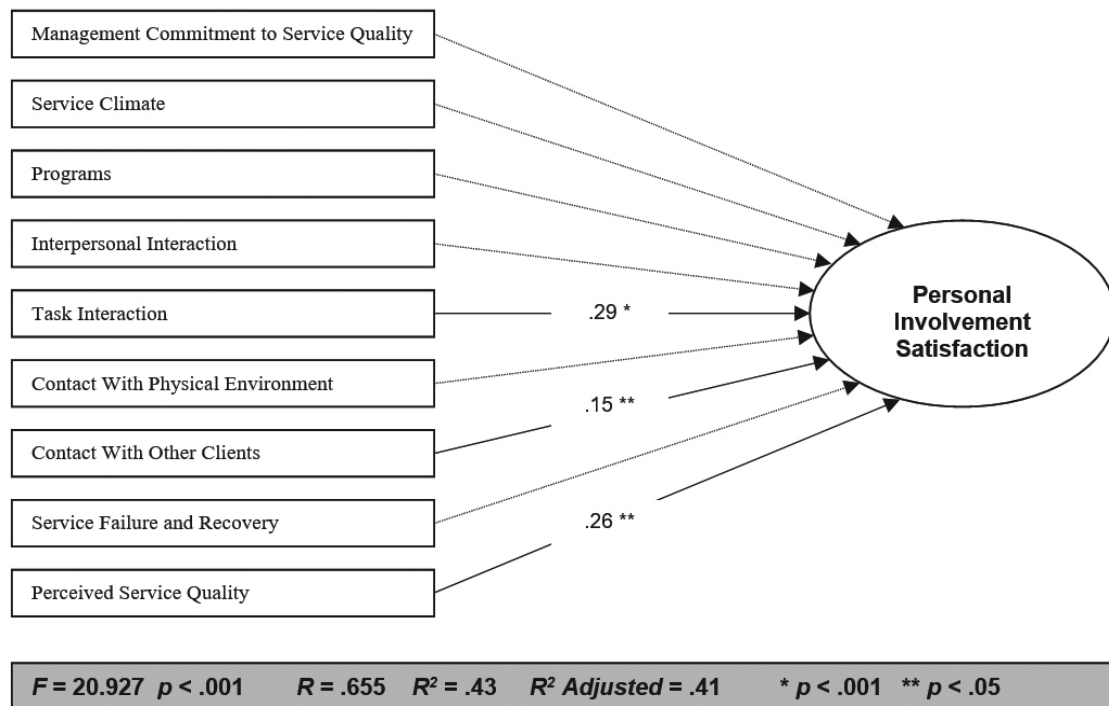 Management Commitment to Service Quality
Service Climate
Programs
Interpersonal Interaction
Task Interaction
.29 *
Contact With Physical Environment
Contact With Other Clients
.15 **
Service Failure and Recovery
Perceived Service Quality
.26 **
Personal
Involvement
Satisfaction
F = 20.927 p < .001 R = .655 R² = .43 R² Adjusted = .41 * p < .001 ** p < .05